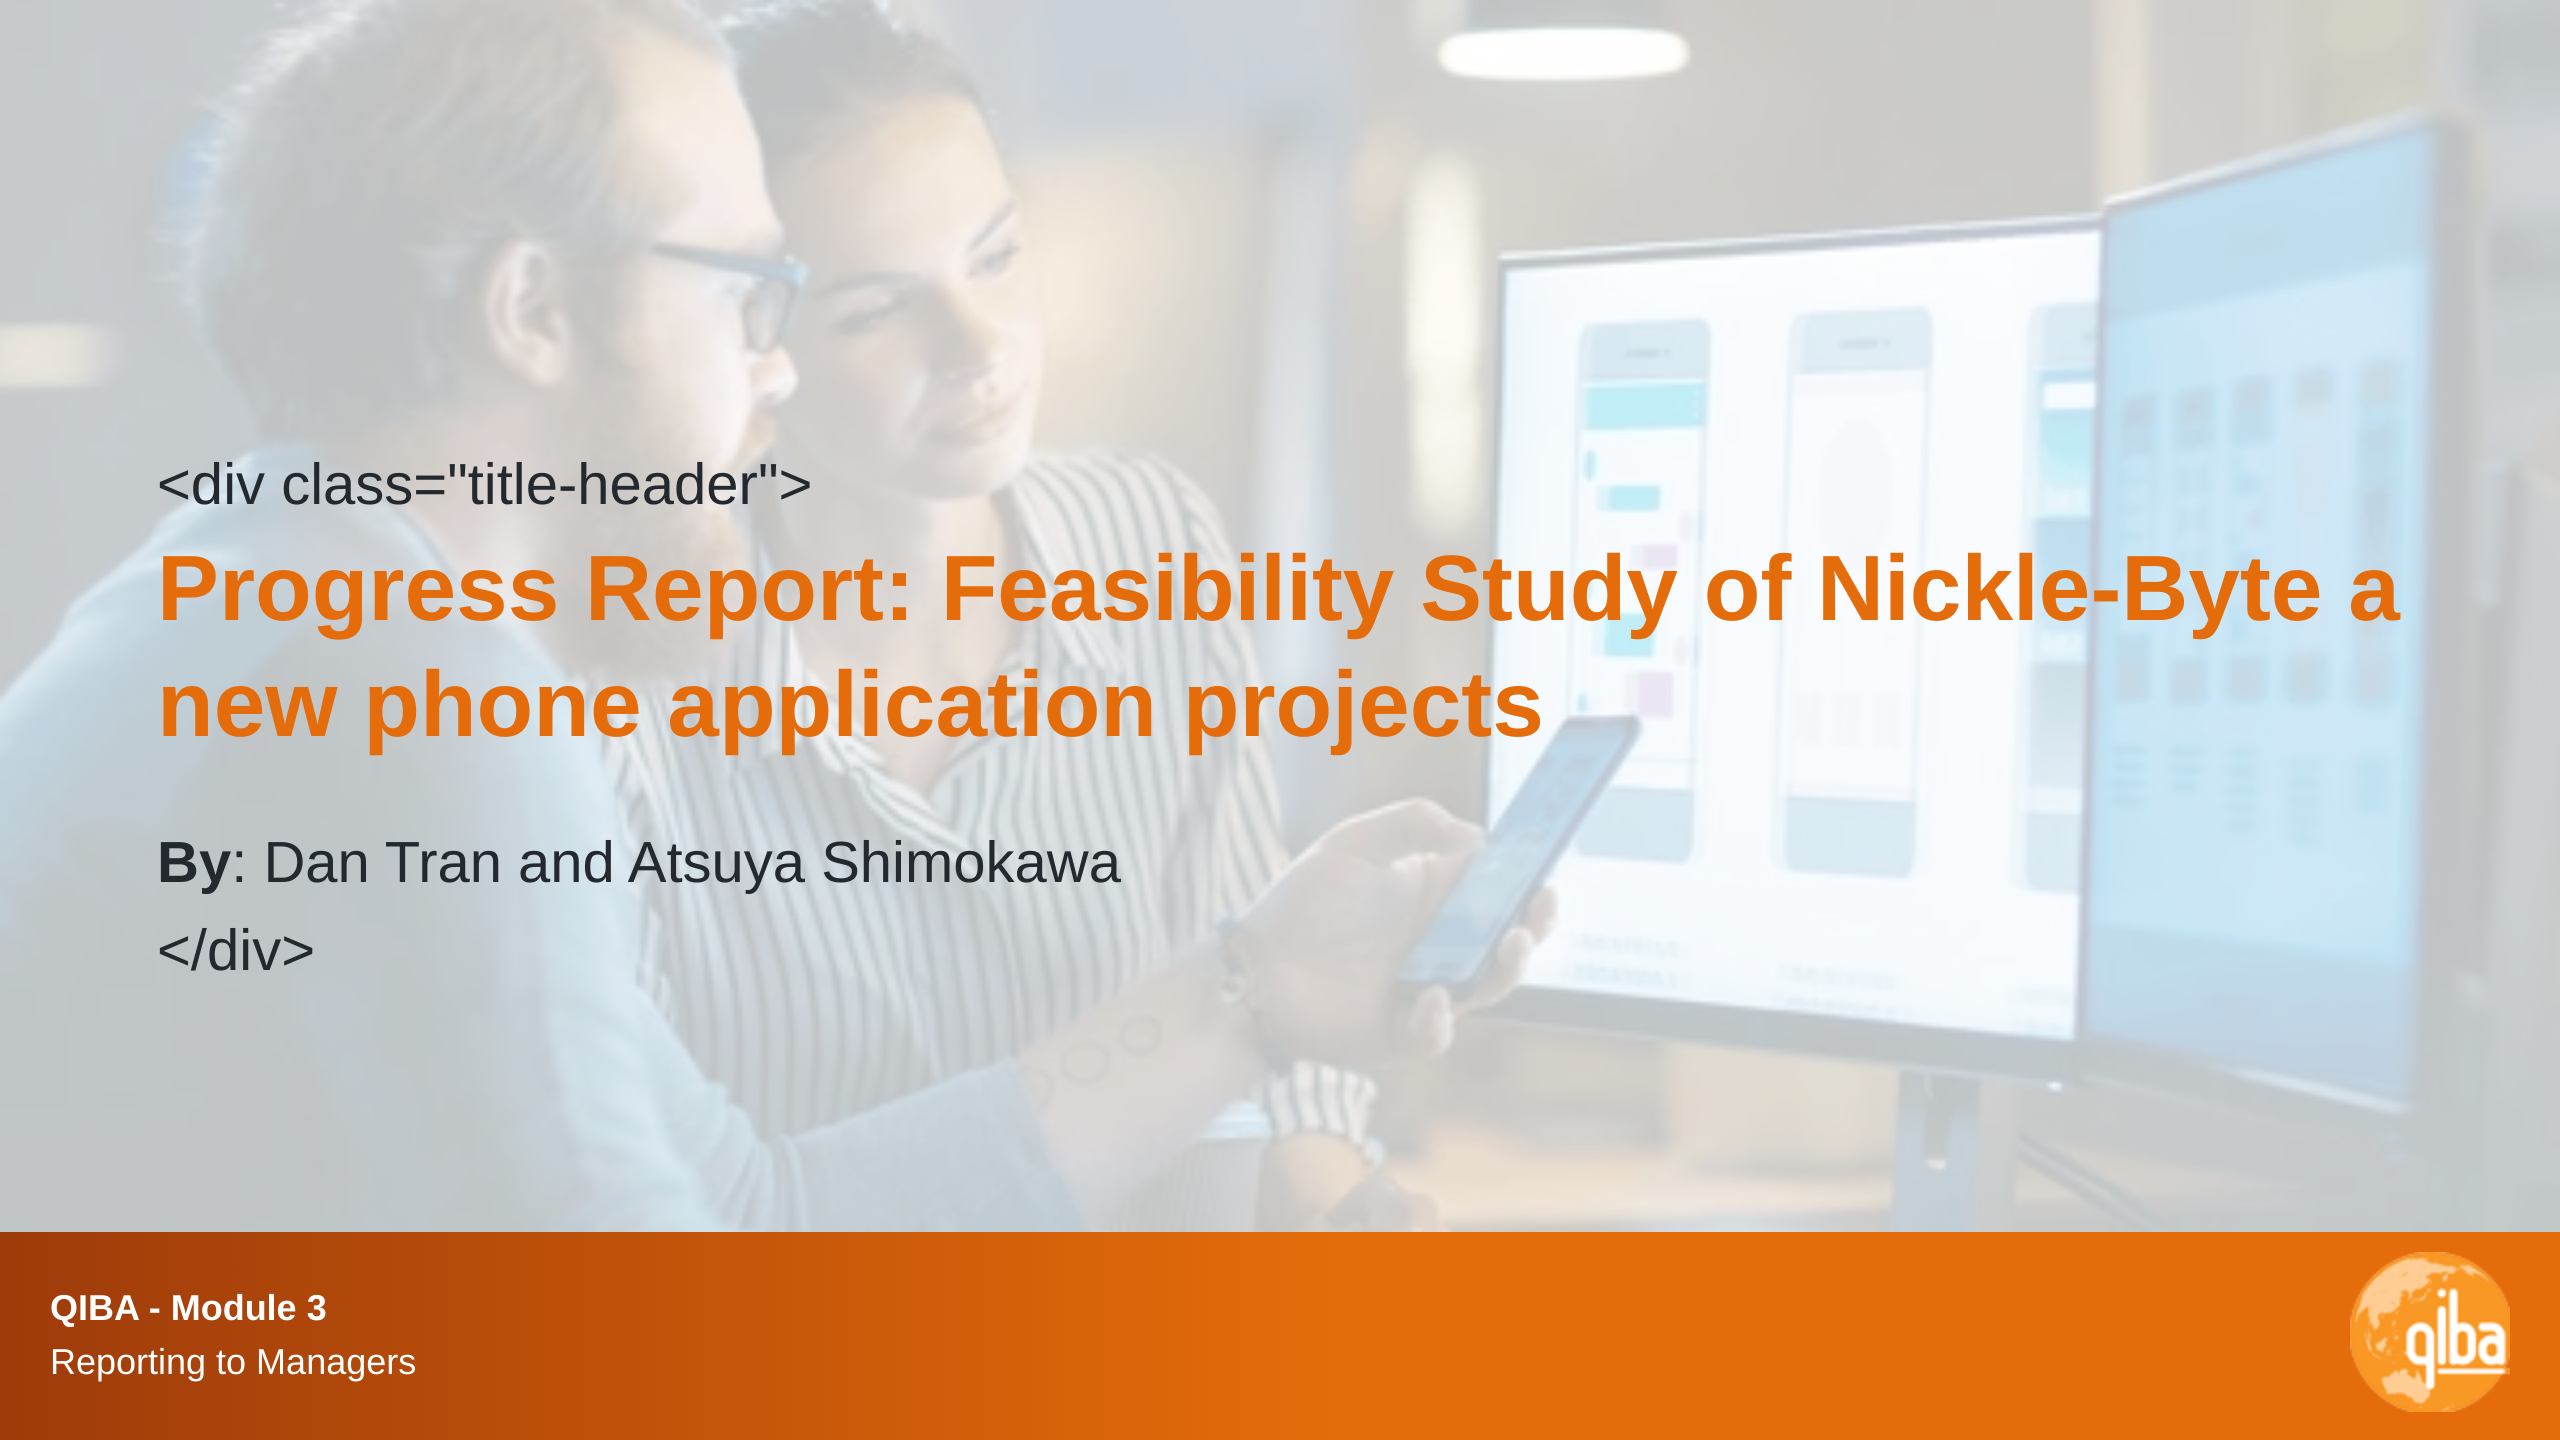 <div class="title-header">
Progress Report: Feasibility Study of Nickle-Byte a
new phone application projects
By: Dan Tran and Atsuya Shimokawa
</div>
QIBA - Module 3
Reporting to Managers
qiba